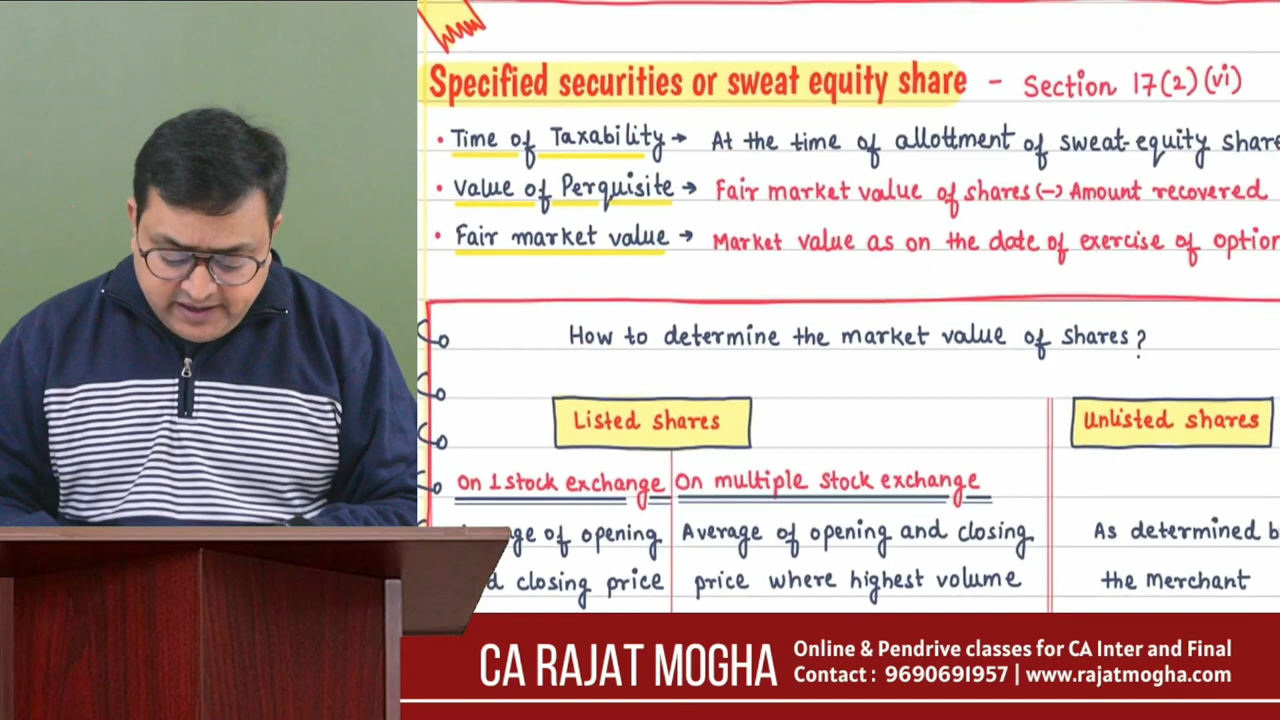 Specified securities or sweat equity share - Section 17(2)(vi)
• Time of Taxability → At the time of allottment of sweat-equity share
• Value of Perquisite → Fair market value of shares (-) Amount recovered
• Fair market value → Market value as on the date of exercise of option
How to determine the market value of shares?
Listed shares
Unlisted shares
On 1 stock exchange
On multiple stock exchange
of opening
closing price
Average of opening and closing
price where highest volume
As determined
the merchant
CA RAJAT MOGHA
Online & Pendrive classes for CA Inter and Final
Contact : 9690691957 | www.rajatmogha.com